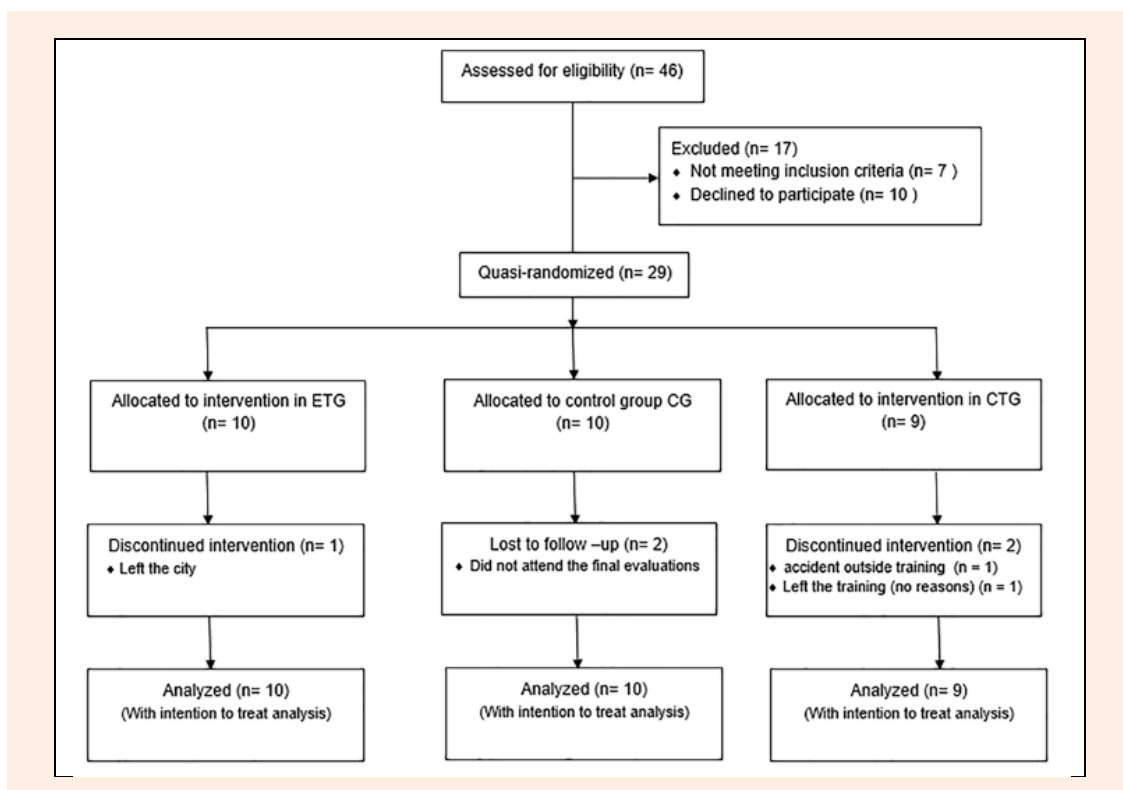 Assessed for eligibility (n= 46)
Excluded (n= 17)
♦ Not meeting inclusion criteria (n= 7 )
♦ Declined to participate (n= 10 )
Quasi-randomized (n= 29)
Allocated to intervention in ETG
(n= 10)
Allocated to control group CG
(n= 10)
Allocated to intervention in CTG
(n= 9)
Discontinued intervention (n= 1)
♦ Left the city
Lost to follow –up (n= 2)
♦ Did not attend the final evaluations
Discontinued intervention (n= 2)
♦ accident outside training (n = 1)
♦ Left the training (no reasons) (n = 1)
Analyzed (n= 10)
(With intention to treat analysis)
Analyzed (n= 10)
(With intention to treat analysis)
Analyzed (n= 9)
(With intention to treat analysis)